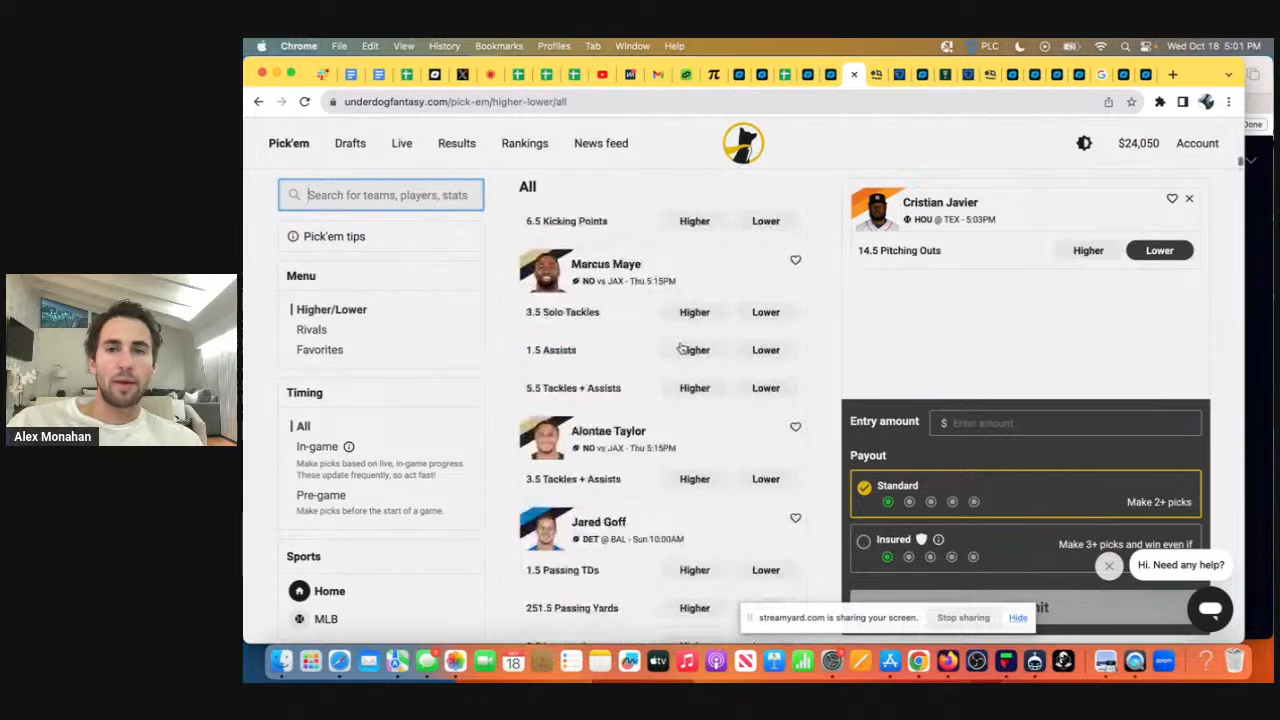 Chrome File Edit View History Bookmarks Profiles Tab Window Help PLC Wed Oct 18 5:01 PM
underdogfantasy.com/pick-em/higher-lower/all
Done
Pick'em Drafts Live Results Rankings News feed $24,050 Account
Search for teams, players, stats
Pick'em tips
Menu
Higher/Lower
Rivals
Favorites
Timing
All
In-game
Make picks based on live, in-game progress.
These update frequently, so act fast!
Pre-game
Make picks before the start of a game.
Sports
Home
MLB
All
6.5 Kicking Points Higher Lower
Marcus Maye
NO vs JAX - Thu 5:15PM
3.5 Solo Tackles Higher Lower
1.5 Assists Higher Lower
5.5 Tackles + Assists Higher Lower
Alontae Taylor
NO vs JAX - Thu 5:15PM
3.5 Tackles + Assists Higher Lower
Jared Goff
DET @ BAL - Sun 10:00AM
1.5 Passing TDs Higher Lower
251.5 Passing Yards Higher
Cristian Javier
HOU @ TEX - 5:03PM
14.5 Pitching Outs Higher Lower
Entry amount $ Enter amount
Payout
Standard
Make 2+ picks
Insured
Make 3+ picks and win even if
Hi. Need any help?
streamyard.com is sharing your screen. Stop sharing Hide
Alex Monahan